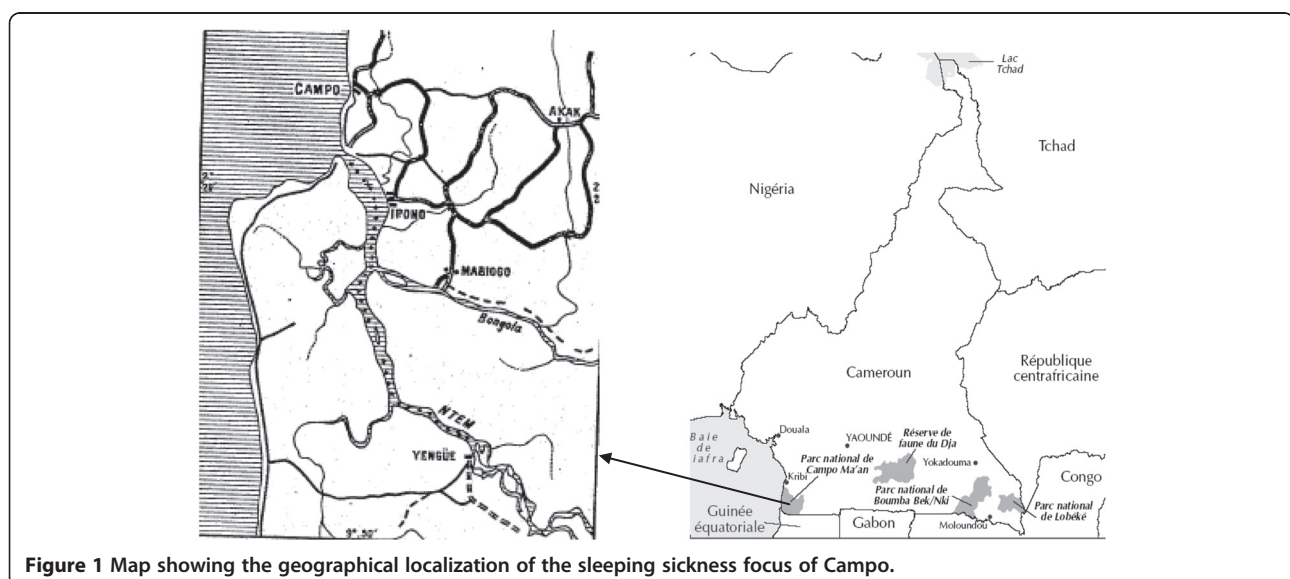 CAMPO
AKAK
IPONO
MABIOGO
Bongola
NTEM
YENGÜE
Lac
Tchad
Tchad
Nigéria
Cameroun
République
centrafricaine
Douala
YAOUNDÉ
Réserve de
faune du Dja
Baie
de
iafra
Parc national de
Campo Ma'an
Yokadouma
Kribi
Congo
Parc national de
Boumba Bek/Nki
Parc national
de Lobéké
Guinée
équatoriale
Gabon
Moloundou
Figure 1 Map showing the geographical localization of the sleeping sickness focus of Campo.